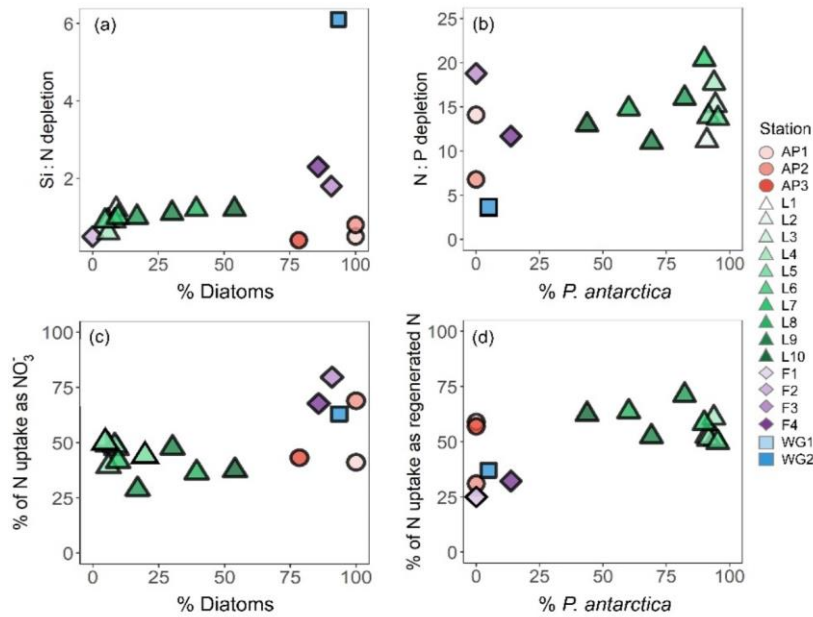 (a)
Si : N depletion
6
4
2
0 25 50 75 100
% Diatoms
(b)
N : P depletion
25
20
15
10
5
0
0 25 50 75 100
% P. antarctica
(c)
% of N uptake as NO₃⁻
100
75
50
25
0
0 25 50 75 100
% Diatoms
(d)
% of N uptake as regenerated N
100
75
50
25
0
0 25 50 75 100
% P. antarctica
Station
AP1
AP2
AP3
L1
L2
L3
L4
L5
L6
L7
L8
L9
L10
F1
F2
F3
F4
WG1
WG2